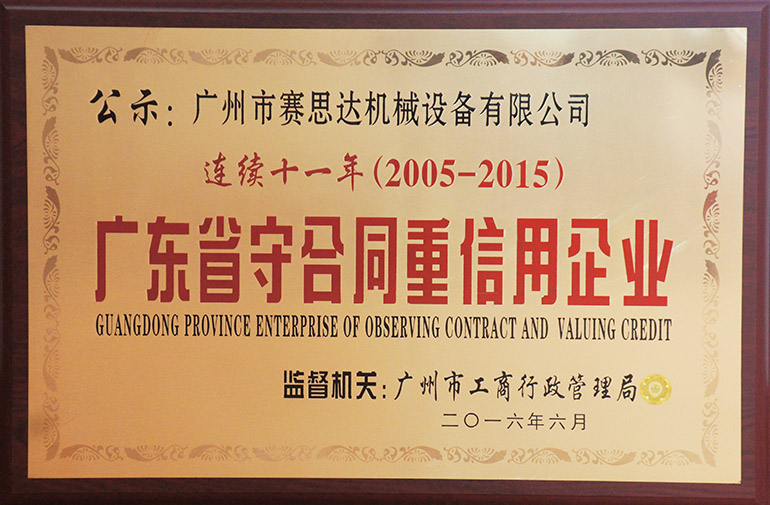 公示：广州市赛思达机械设备有限公司
连续十一年(2005-2015)
广东省守合同重信用企业
GUANGDONG PROVINCE ENTERPRISE OF OBSERVING CONTRACT AND VALUING CREDIT
监督机关：广州市工商行政管理局
二〇一六年六月